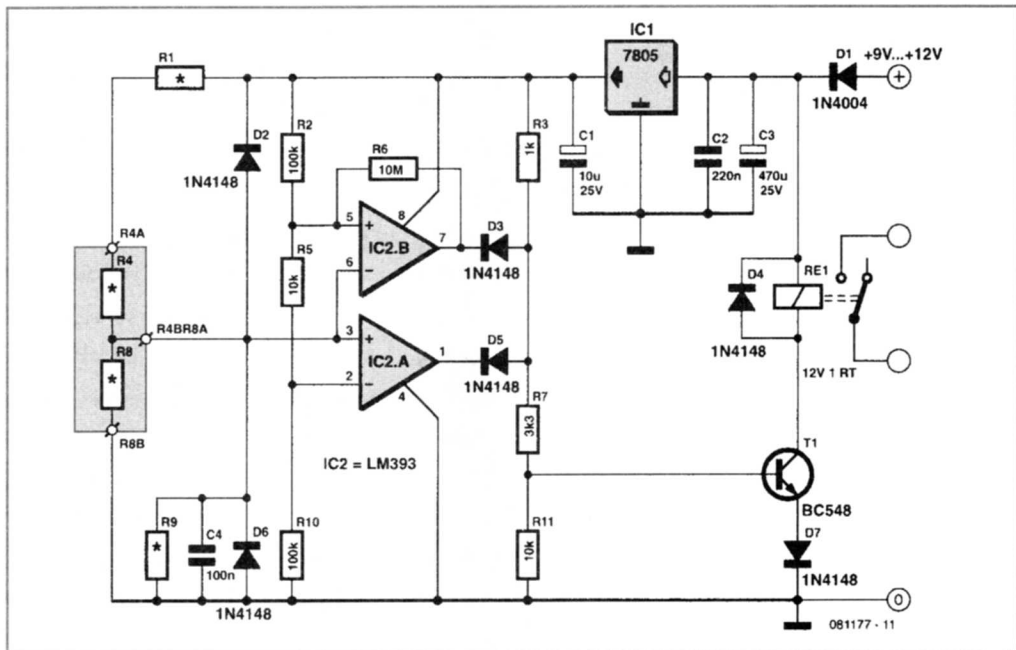 IC1
7805
D1
+9V...+12V
+
1N4004
R1
*
D2
1N4148
R2
100k
R6
10M
R3
1k
C1
10u
25V
C2
220n
C3
470u
25V
R4A
R4
*
R4BR8A
R8
*
R8B
R5
10k
5
+
6
–
8
IC2.B
7
D3
1N4148
3
+
2
–
IC2.A
1
4
D5
1N4148
D4
1N4148
RE1
12V 1 RT
R7
3k3
IC2 = LM393
T1
BC548
R9
*
C4
100n
D6
1N4148
R10
100k
R11
10k
D7
1N4148
0
081177 - 11